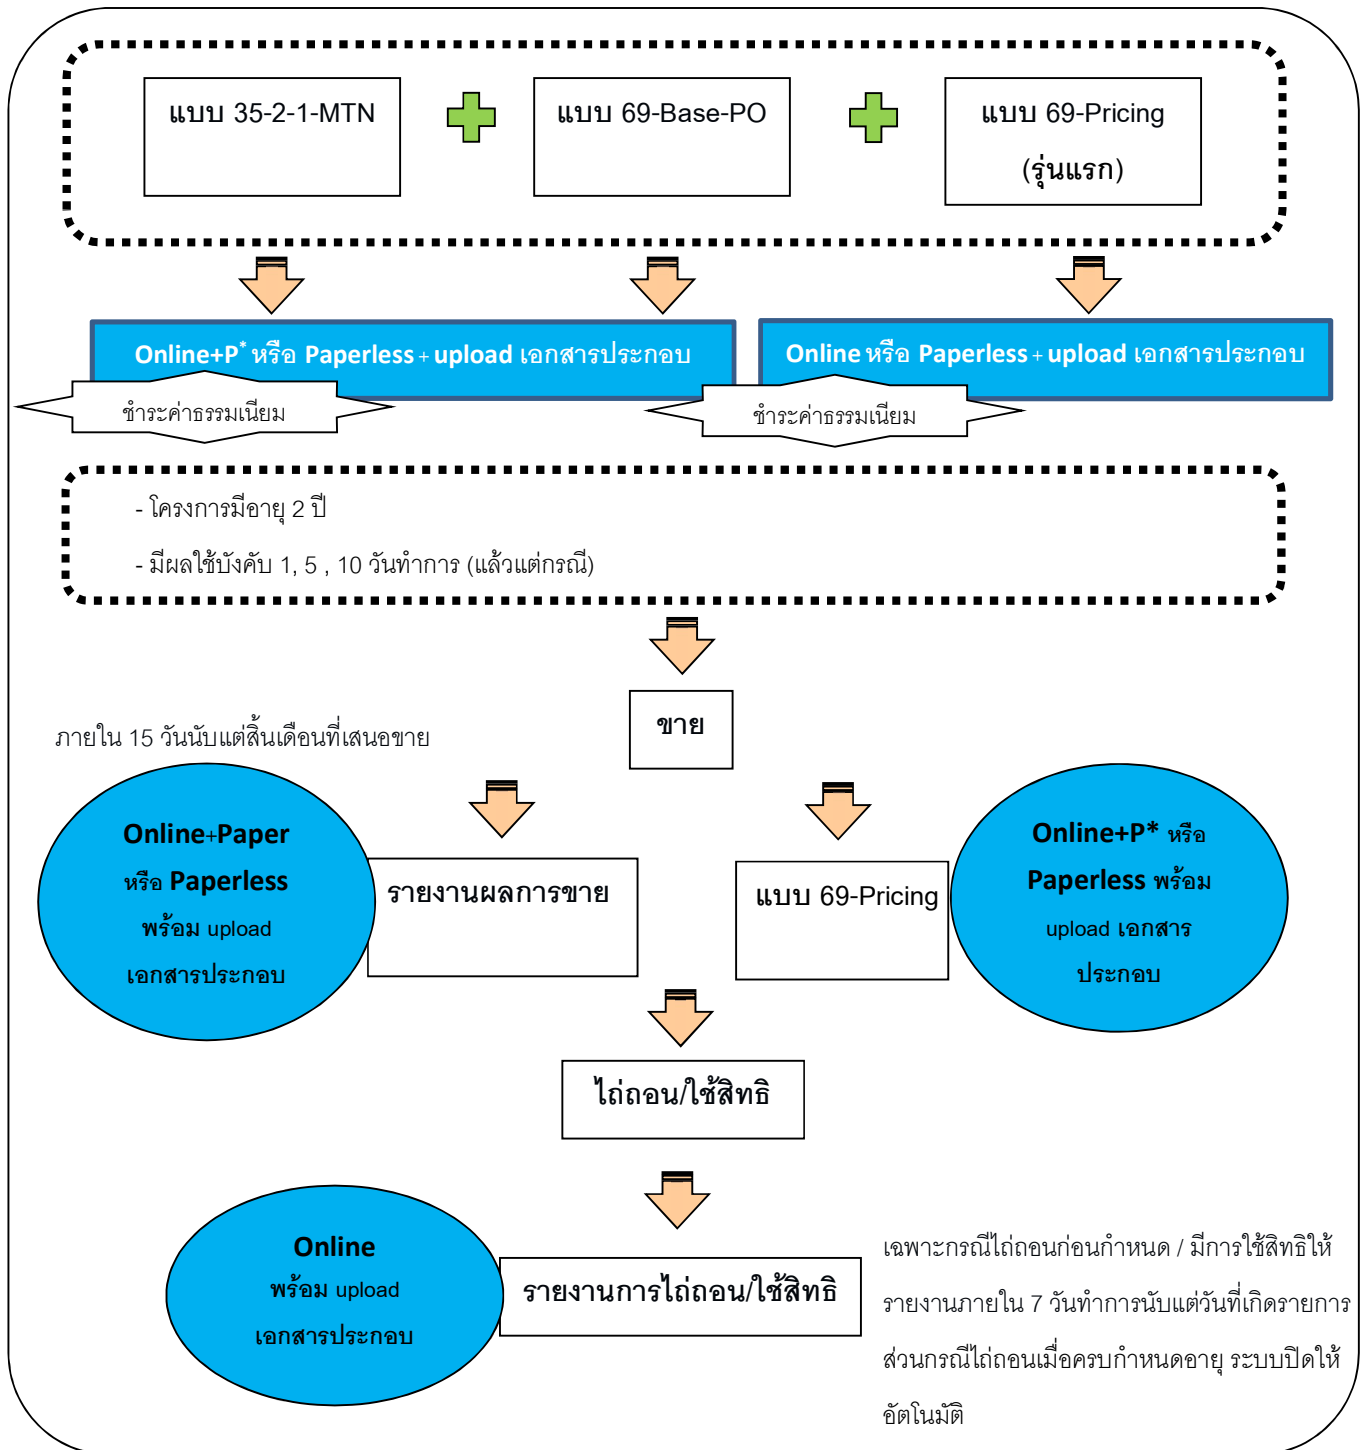 แบบ 35-2-1-MTN
แบบ 69-Base-PO
แบบ 69-Pricing
(รุ่นแรก)
Online+P* หรือ Paperless + upload เอกสารประกอบ
Online หรือ Paperless + upload เอกสารประกอบ
ชำระค่าธรรมเนียม
ชำระค่าธรรมเนียม
- โครงการมีอายุ 2 ปี
- มีผลใช้บังคับ 1, 5 , 10 วันทำการ (แล้วแต่กรณี)
ขาย
ภายใน 15 วันนับแต่สิ้นเดือนที่เสนอขาย
Online+Paper
หรือ Paperless
พร้อม upload
เอกสารประกอบ
รายงานผลการขาย
แบบ 69-Pricing
Online+P* หรือ
Paperless พร้อม
upload เอกสาร
ประกอบ
ไถ่ถอน/ใช้สิทธิ
Online
พร้อม upload
เอกสารประกอบ
รายงานการไถ่ถอน/ใช้สิทธิ
เฉพาะกรณีไถ่ถอนก่อนกำหนด / มีการใช้สิทธิให้
รายงานภายใน 7 วันทำการนับแต่วันที่เกิดรายการ
ส่วนกรณีไถ่ถอนเมื่อครบกำหนดอายุ ระบบปิดให้
อัตโนมัติ